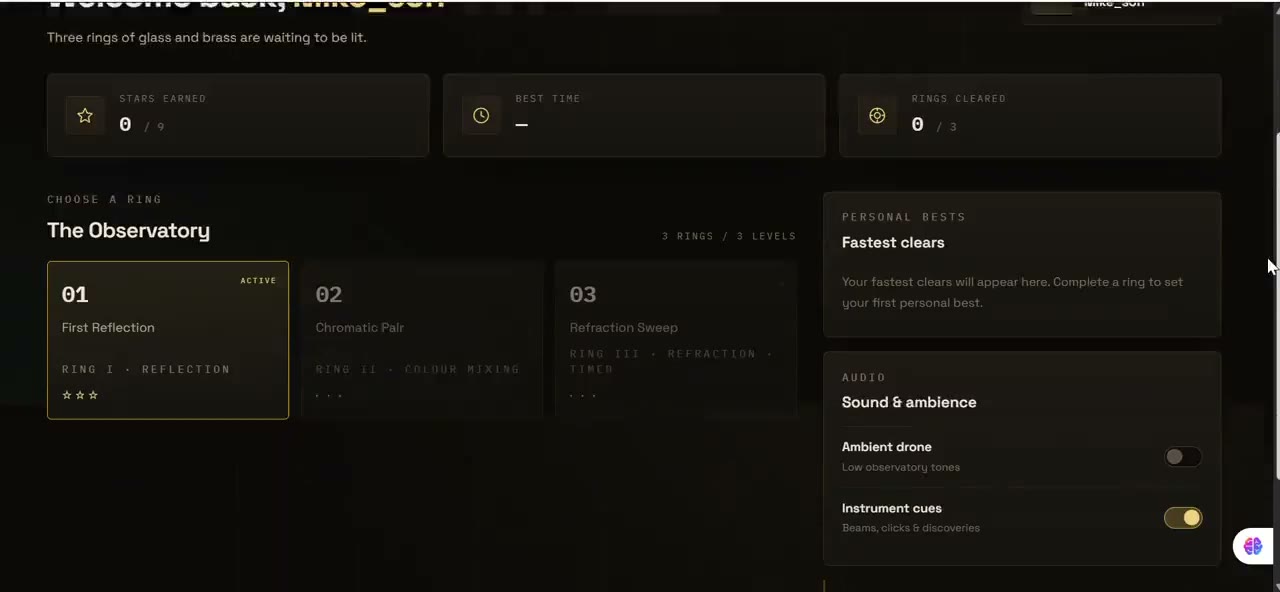 Welcome back, Mike_son
Mike_son
Three rings of glass and brass are waiting to be lit.
STARS EARNED
0 / 9
BEST TIME
—
RINGS CLEARED
0 / 3
CHOOSE A RING
The Observatory
3 RINGS / 3 LEVELS
ACTIVE
01
First Reflection
RING I · REFLECTION
02
Chromatic Pair
RING II · COLOUR MIXING
03
Refraction Sweep
RING III · REFRACTION ·
TIMED
PERSONAL BESTS
Fastest clears
Your fastest clears will appear here. Complete a ring to set
your first personal best.
AUDIO
Sound & ambience
Ambient drone
Low observatory tones
Instrument cues
Beams, clicks & discoveries